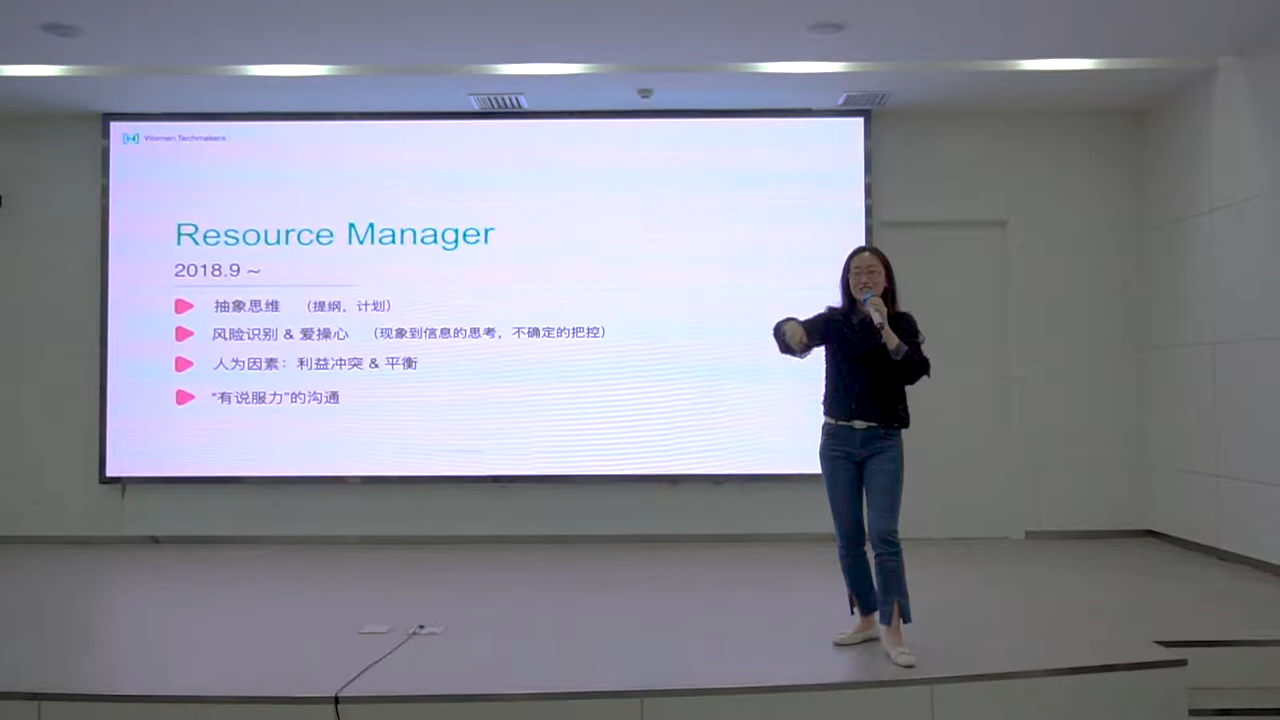 Women Techmakers
Resource Manager
2018.9 ~
抽象思维 （提纲，计划）
风险识别 & 爱操心 （现象到信息的思考，不确定的把控）
人为因素：利益冲突 & 平衡
“有说服力”的沟通